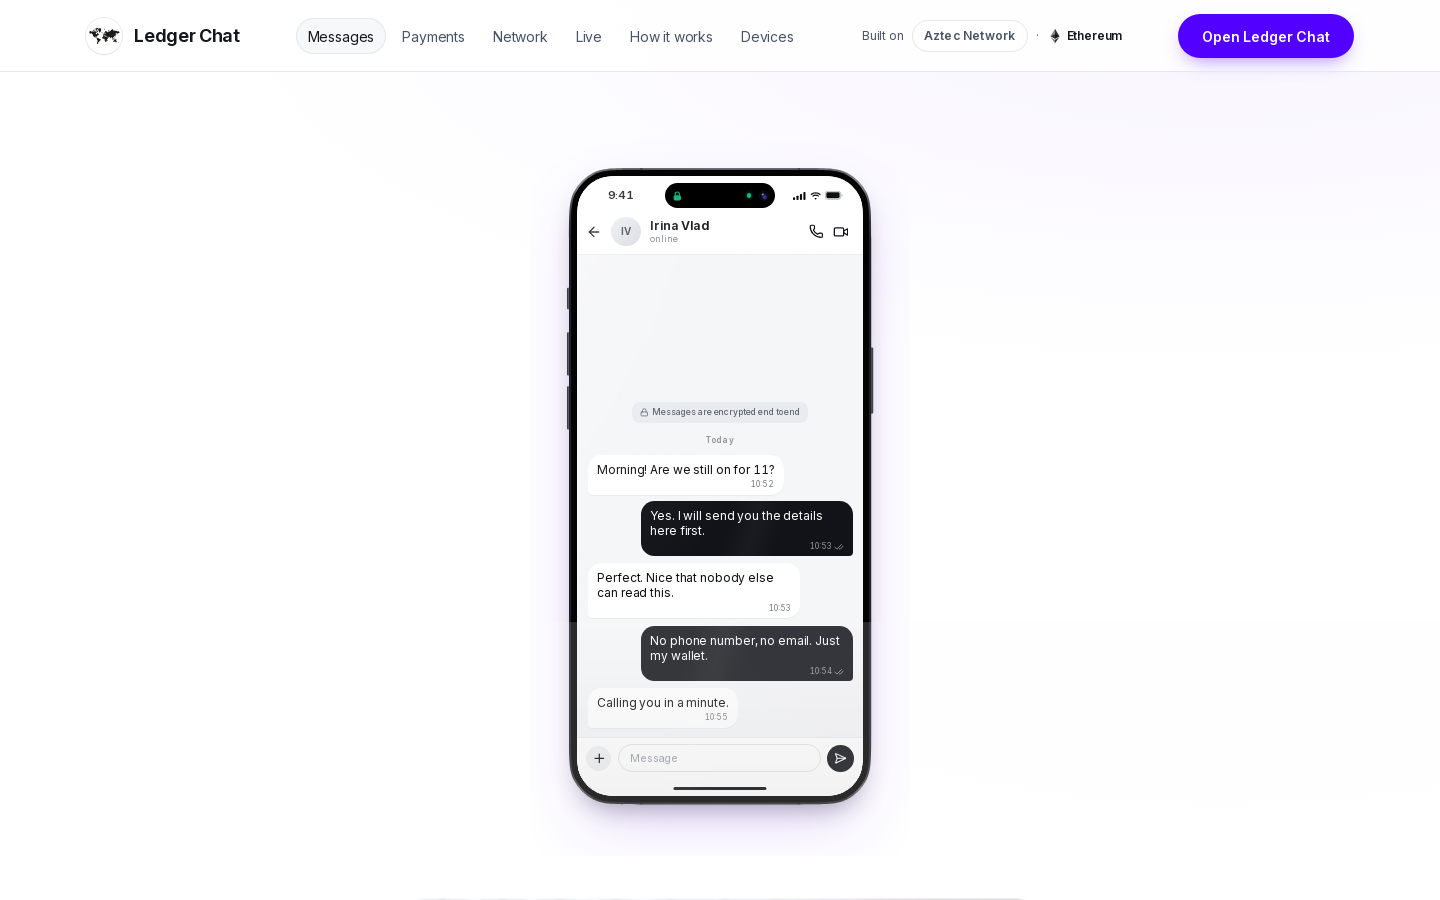 Ledger Chat
Messages
Payments
Network
Live
How it works
Devices
Built on
Aztec Network
·
Ethereum
Open Ledger Chat
9:41
IV
Irina Vlad
online
Messages are encrypted end to end
Today
Morning! Are we still on for 11?
10:52
Yes. I will send you the details
here first.
10:53
Perfect. Nice that nobody else
can read this.
10:53
No phone number, no email. Just
my wallet.
10:54
Calling you in a minute.
10:55
Message